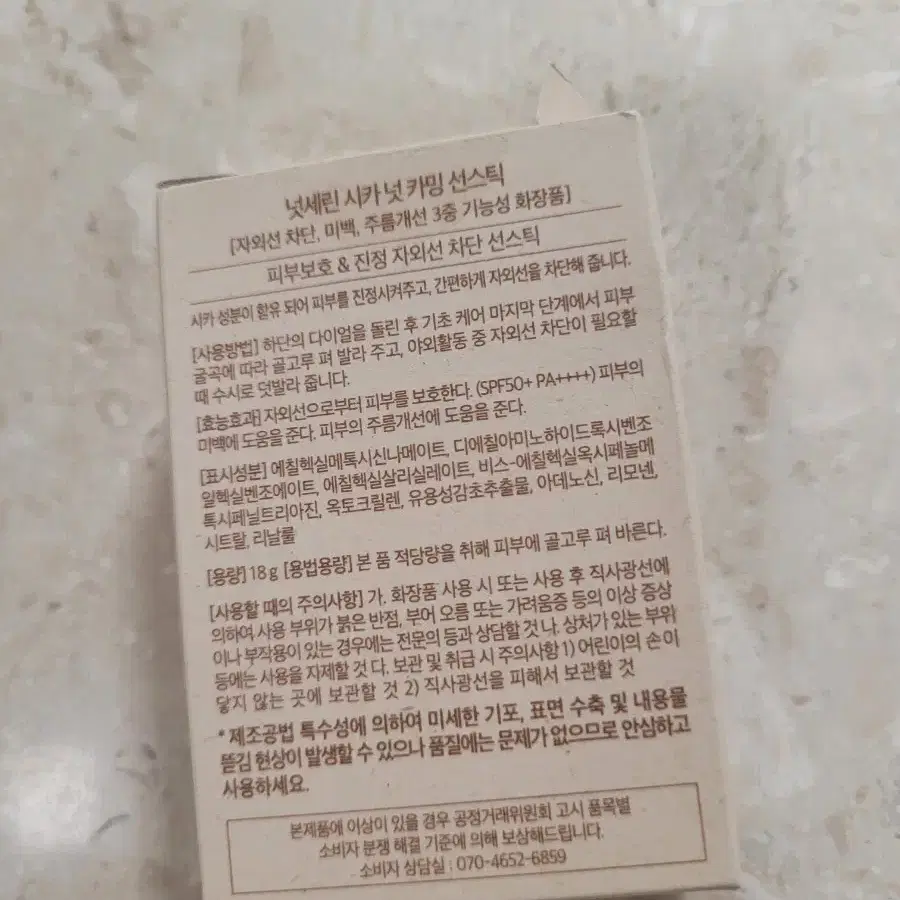 넛세린 시카 넛 카밍 선스틱
[자외선 차단, 미백, 주름개선 3중 기능성 화장품]
피부보호 & 진정 자외선 차단 선스틱
시카 성분이 함유 되어 피부를 진정시켜주고, 간편하게 자외선을 차단해 줍니다.
[사용방법] 하단의 다이얼을 돌린 후 기초 케어 마지막 단계에서 피부
굴곡에 따라 골고루 펴 발라 주고, 야외활동 중 자외선 차단이 필요할
때 수시로 덧발라 줍니다.
[효능효과] 자외선으로부터 피부를 보호한다. (SPF50+ PA++++) 피부의
미백에 도움을 준다. 피부의 주름개선에 도움을 준다.
[표시성분] 에칠헥실메톡시신나메이트, 디에칠아미노하이드록시벤조
일헥실벤조에이트, 에칠헥실살리실레이트, 비스-에칠헥실옥시페놀메
톡시페닐트리아진, 옥토크릴렌, 유용성감초추출물, 아데노신, 리모넨,
시트랄, 리날룰
[용량] 18g [용법용량] 본 품 적당량을 취해 피부에 골고루 펴 바른다.
[사용할 때의 주의사항] 가. 화장품 사용 시 또는 사용 후 직사광선에
의하여 사용 부위가 붉은 반점, 부어 오름 또는 가려움증 등의 이상 증상
이나 부작용이 있는 경우에는 전문의 등과 상담할 것 나. 상처가 있는 부위
등에는 사용을 자제할 것 다. 보관 및 취급 시 주의사항 1) 어린이의 손이
닿지 않는 곳에 보관할 것 2) 직사광선을 피해서 보관할 것
* 제조공법 특수성에 의하여 미세한 기포, 표면 수축 및 내용물
뜯김 현상이 발생할 수 있으나 품질에는 문제가 없으므로 안심하고
사용하세요.
본제품에 이상이 있을 경우 공정거래위원회 고시 품목별
소비자 분쟁 해결 기준에 의해 보상해드립니다.
소비자 상담실 : 070-4652-6859